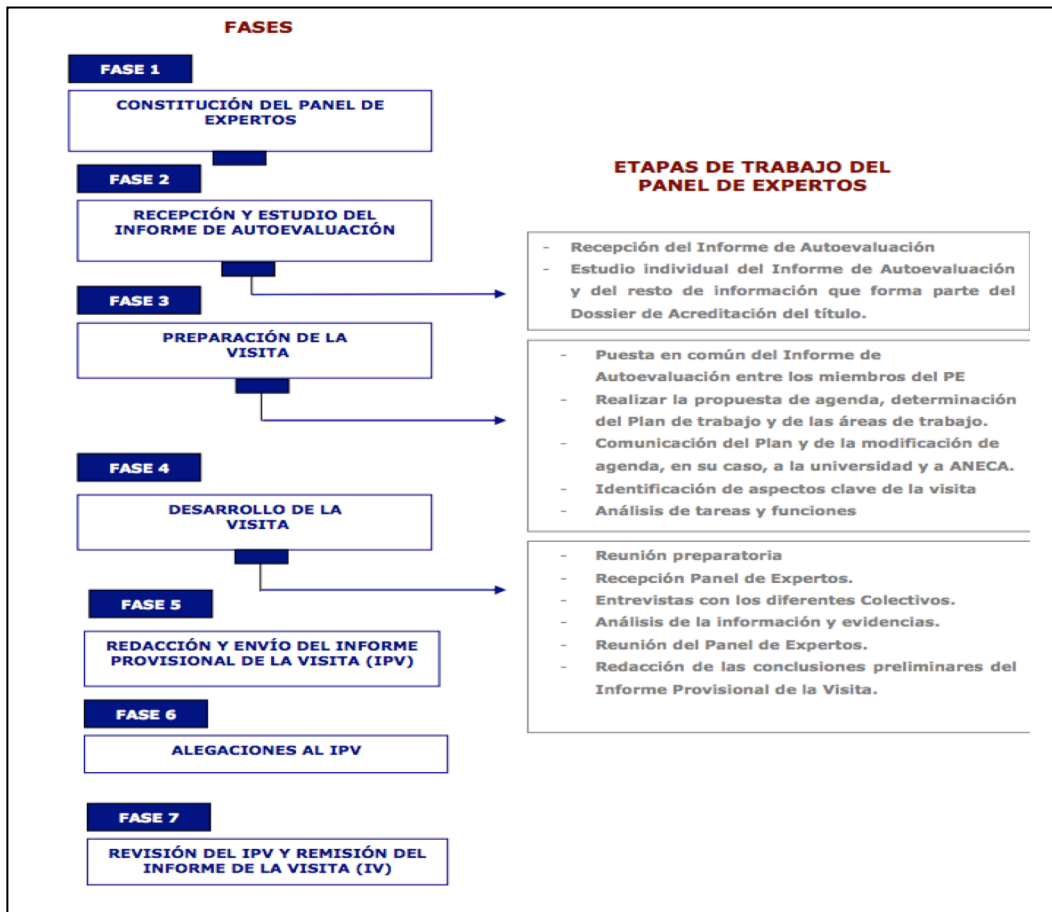 FASES
FASE 1
CONSTITUCIÓN DEL PANEL DE
EXPERTOS
FASE 2
RECEPCIÓN Y ESTUDIO DEL
INFORME DE AUTOEVALUACIÓN
FASE 3
PREPARACIÓN DE LA
VISITA
FASE 4
DESARROLLO DE LA
VISITA
FASE 5
REDACCIÓN Y ENVÍO DEL INFORME
PROVISIONAL DE LA VISITA (IPV)
FASE 6
ALEGACIONES AL IPV
FASE 7
REVISIÓN DEL IPV Y REMISIÓN DEL
INFORME DE LA VISITA (IV)
ETAPAS DE TRABAJO DEL
PANEL DE EXPERTOS
- Recepción del Informe de Autoevaluación
- Estudio individual del Informe de Autoevaluación
y del resto de información que forma parte del
Dossier de Acreditación del título.
- Puesta en común del Informe de
Autoevaluación entre los miembros del PE
- Realizar la propuesta de agenda, determinación
del Plan de trabajo y de las áreas de trabajo.
- Comunicación del Plan y de la modificación de
agenda, en su caso, a la universidad y a ANECA.
- Identificación de aspectos clave de la visita
- Análisis de tareas y funciones
- Reunión preparatoria
- Recepción Panel de Expertos.
- Entrevistas con los diferentes Colectivos.
- Análisis de la información y evidencias.
- Reunión del Panel de Expertos.
- Redacción de las conclusiones preliminares del
Informe Provisional de la Visita.